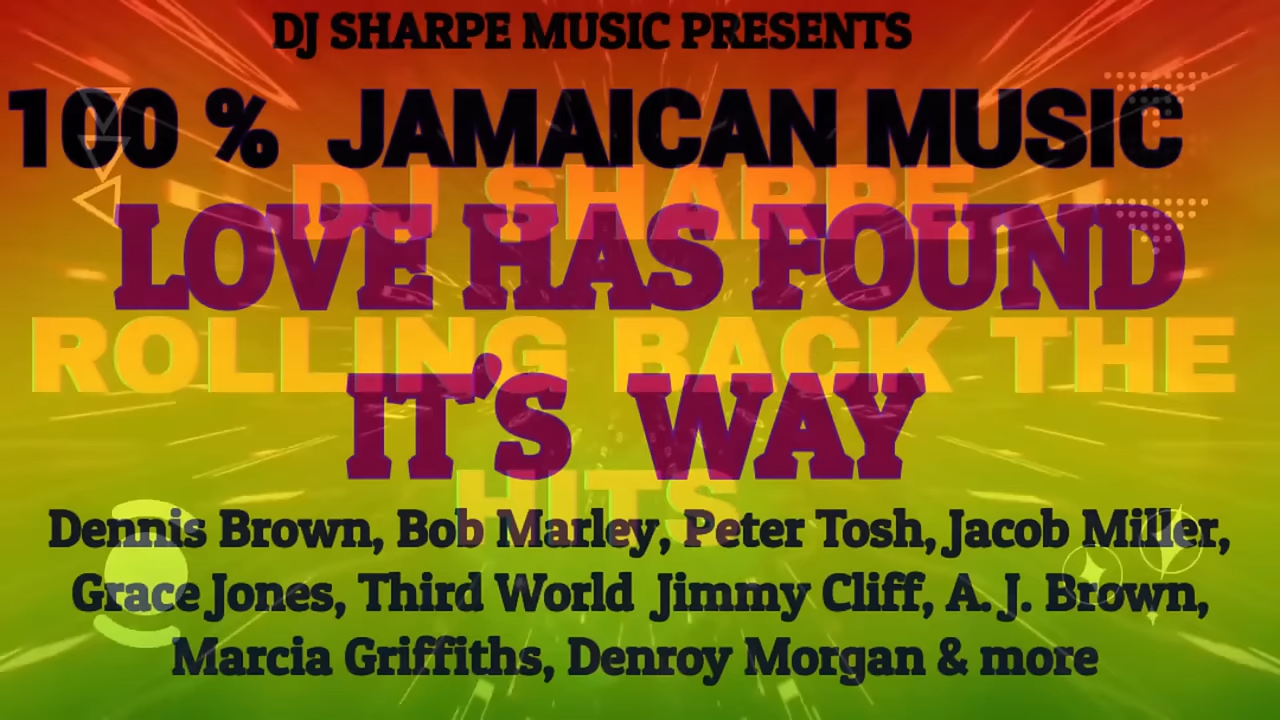 DJ SHARPE MUSIC PRESENTS
100 % JAMAICAN MUSIC
DJ SHARPE
LOVE HAS FOUND
ROLLING BACK THE
IT'S WAY
HITS
Dennis Brown, Bob Marley, Peter Tosh, Jacob Miller,
Grace Jones, Third World Jimmy Cliff, A. J. Brown,
Marcia Griffiths, Denroy Morgan & more